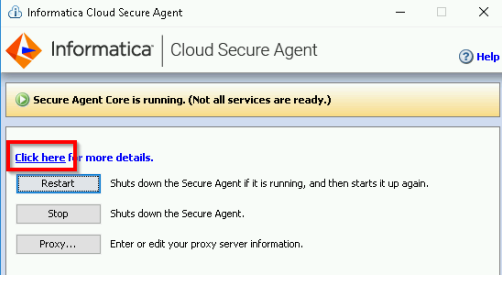 Informatica Cloud Secure Agent
Informatica Cloud Secure Agent
Help
Secure Agent Core is running. (Not all services are ready.)
Click here for more details.
Restart Shuts down the Secure Agent if it is running, and then starts it up again.
Stop Shuts down the Secure Agent.
Proxy... Enter or edit your proxy server information.